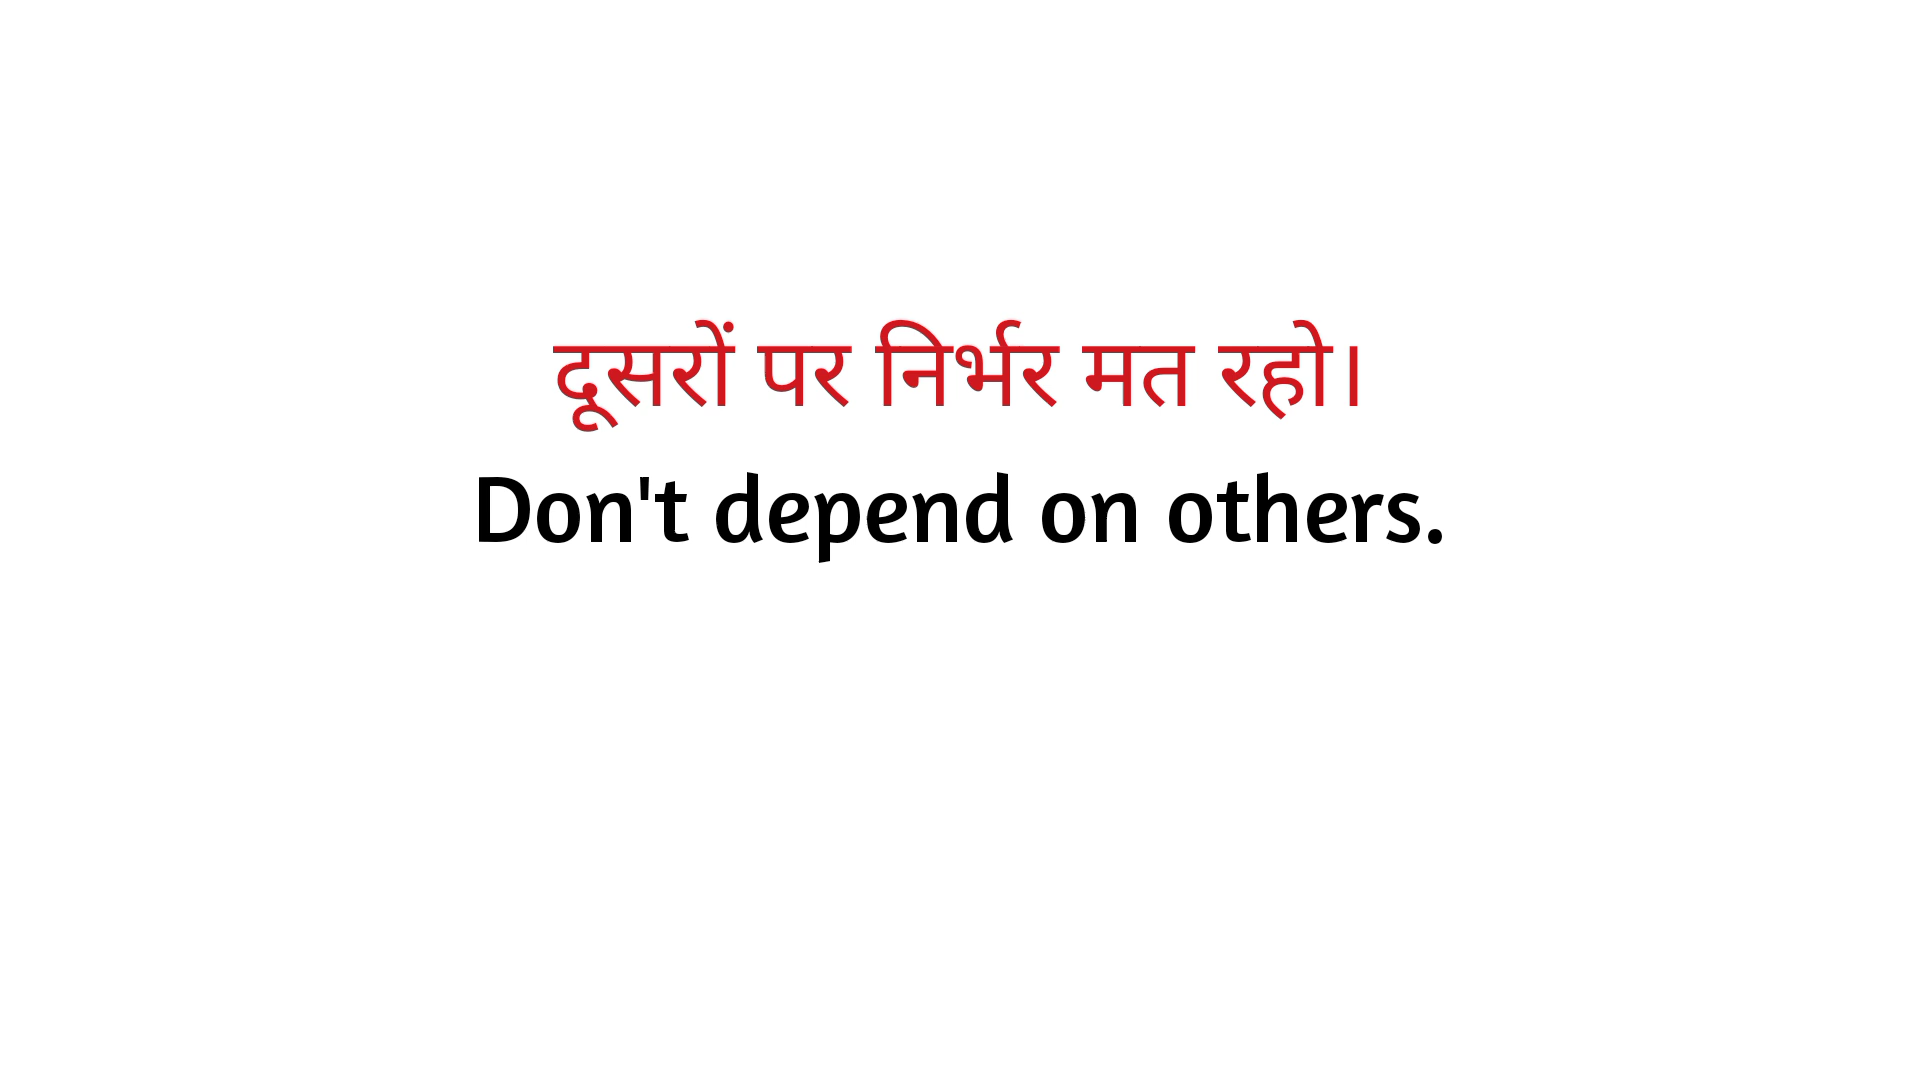 दूसरों पर निर्भर मत रहो।
Don't depend on others.